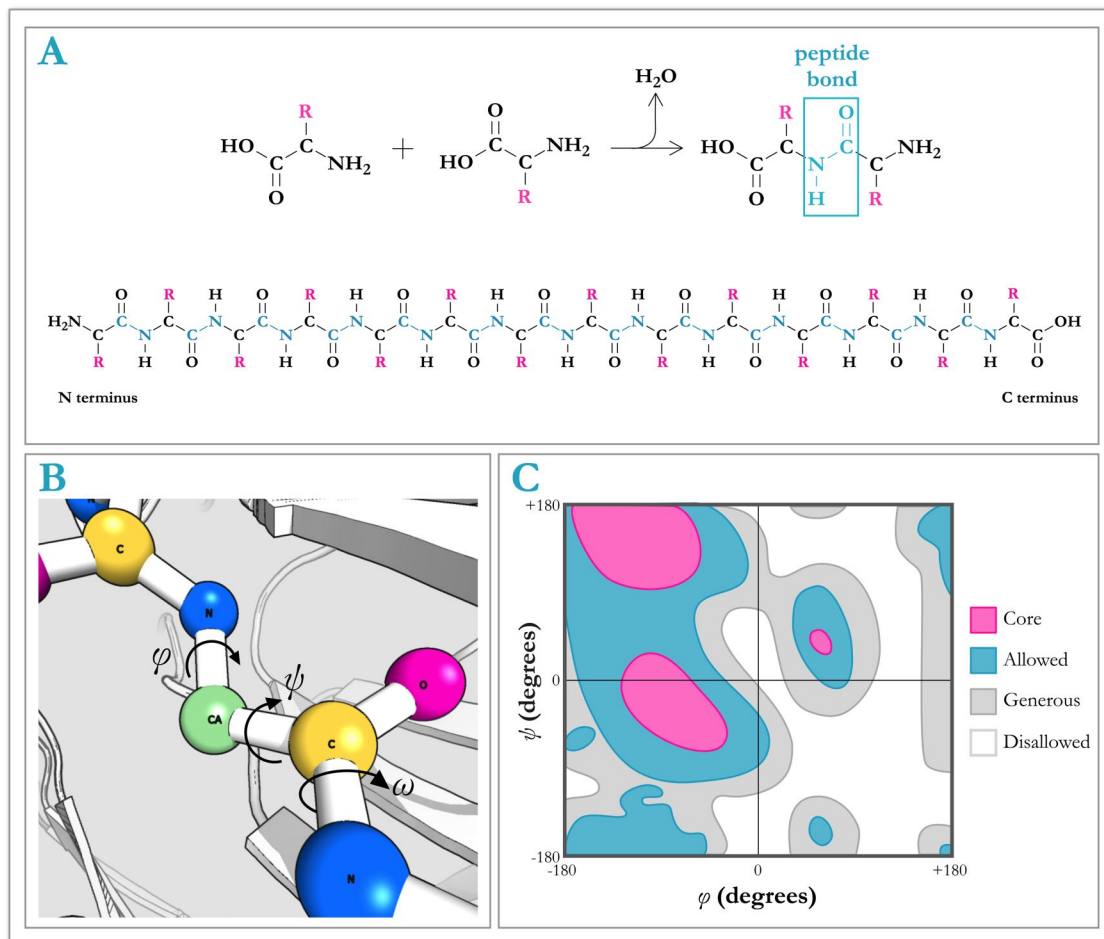 A
peptide
bond
H₂O
R
HO
O
NH₂
+
O
HO
NH₂
R
R
HO
O
N
H
O
C
NH₂
R
O R H O R H O R H O R H O R H O R H O R
H₂N N N N N N N N N N N N N N OH
R H O R H O R H O R H O R H O R H O R H O
N terminus
C terminus
B
N
C
N
φ
CA
ψ
O
C
ω
N
C
+180
0
-180
ψ (degrees)
-180
0
+180
φ (degrees)
Core
Allowed
Generous
Disallowed